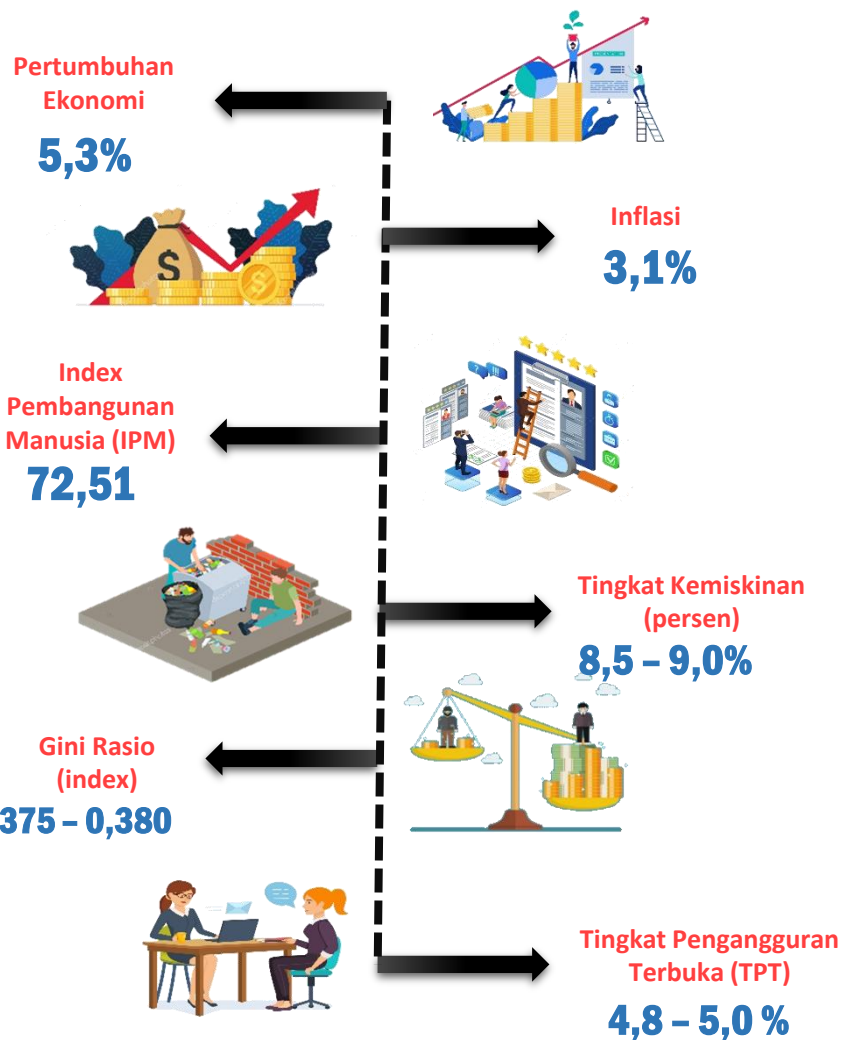 Pertumbuhan
Ekonomi
5,3%
Inflasi
3,1%
Index
Pembangunan
Manusia (IPM)
72,51
Tingkat Kemiskinan
(persen)
8,5 – 9,0%
Gini Rasio
(index)
375 – 0,380
Tingkat Pengangguran
Terbuka (TPT)
4,8 – 5,0 %